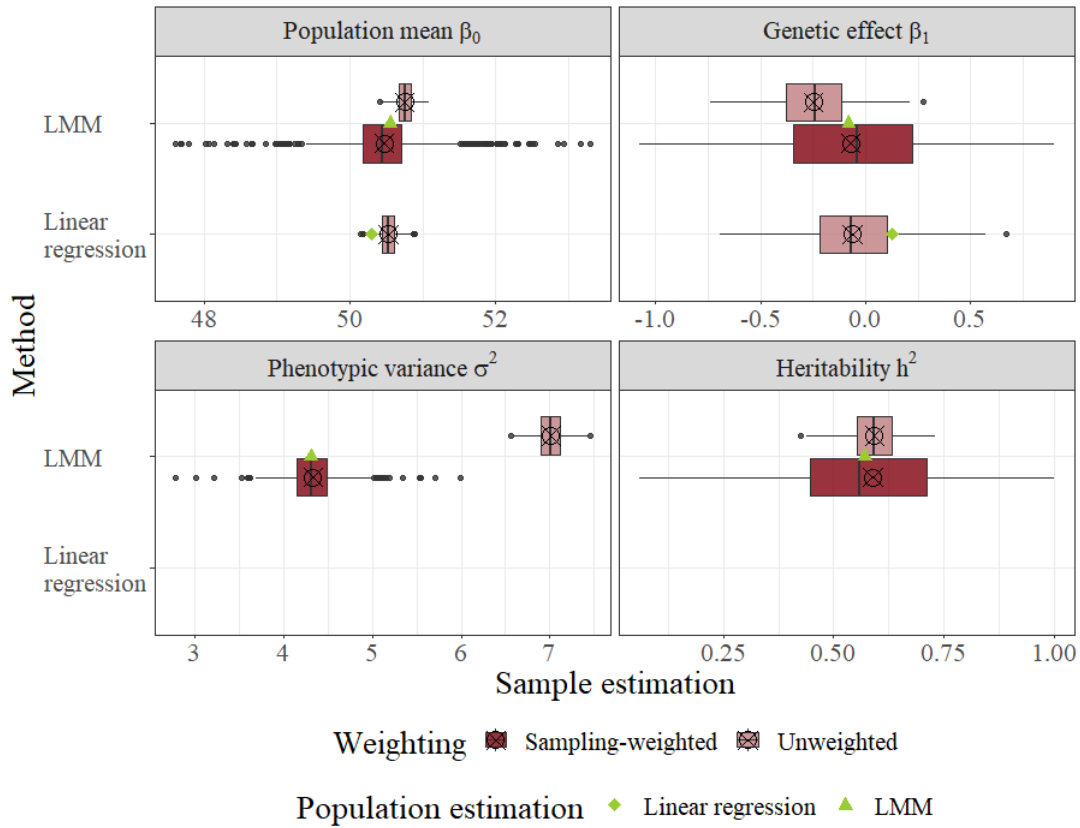 Population mean β₀
Genetic effect β₁
LMM
Linear
regression
48 50 52
-1.0 -0.5 0.0 0.5
Method
Phenotypic variance σ²
Heritability h²
LMM
Linear
regression
3 4 5 6 7
0.25 0.50 0.75 1.00
Sample estimation
Weighting Sampling-weighted Unweighted
Population estimation Linear regression LMM